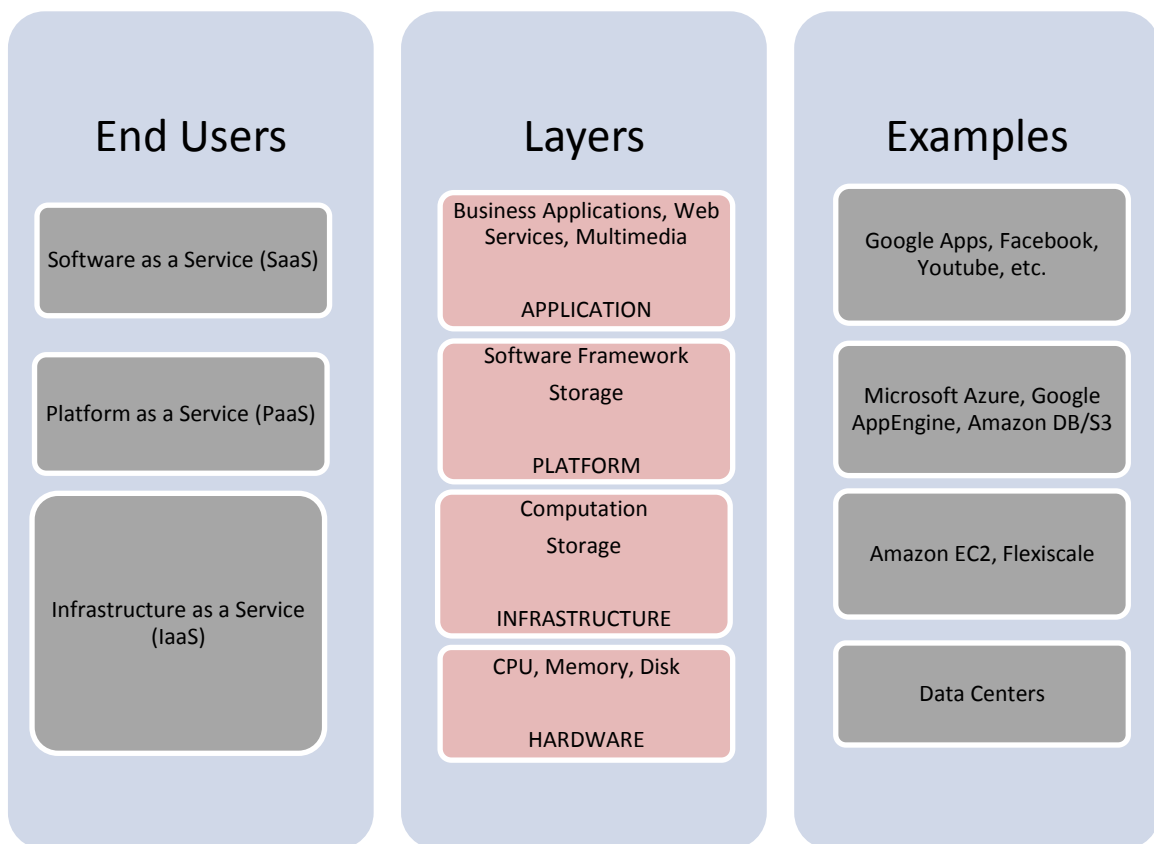 End Users
Software as a Service (SaaS)
Platform as a Service (PaaS)
Infrastructure as a Service
(IaaS)
Layers
Business Applications, Web
Services, Multimedia
APPLICATION
Software Framework
Storage
PLATFORM
Computation
Storage
INFRASTRUCTURE
CPU, Memory, Disk
HARDWARE
Examples
Google Apps, Facebook,
Youtube, etc.
Microsoft Azure, Google
AppEngine, Amazon DB/S3
Amazon EC2, Flexiscale
Data Centers